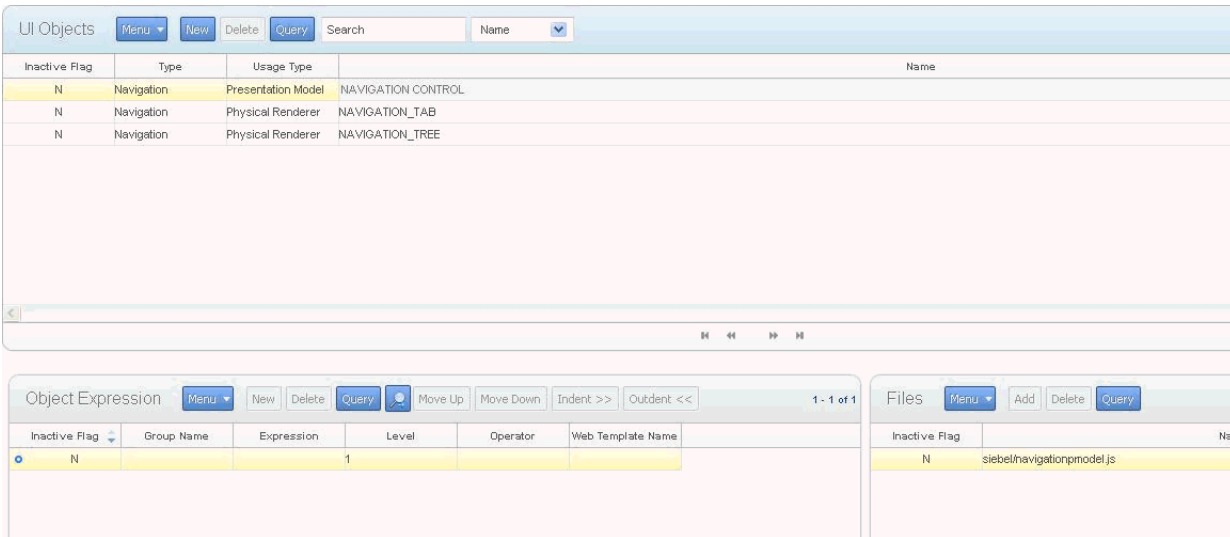 UI Objects Menu New Delete Query Search Name
Inactive Flag Type Usage Type Name
N Navigation Presentation Model NAVIGATION CONTROL
N Navigation Physical Renderer NAVIGATION_TAB
N Navigation Physical Renderer NAVIGATION_TREE
Object Expression Menu New Delete Query Move Up Move Down Indent >> Outdent << 1 - 1 of 1
Inactive Flag Group Name Expression Level Operator Web Template Name
N 1
Files Menu Add Delete Query
Inactive Flag Na
N siebel/navigationpmodel.js